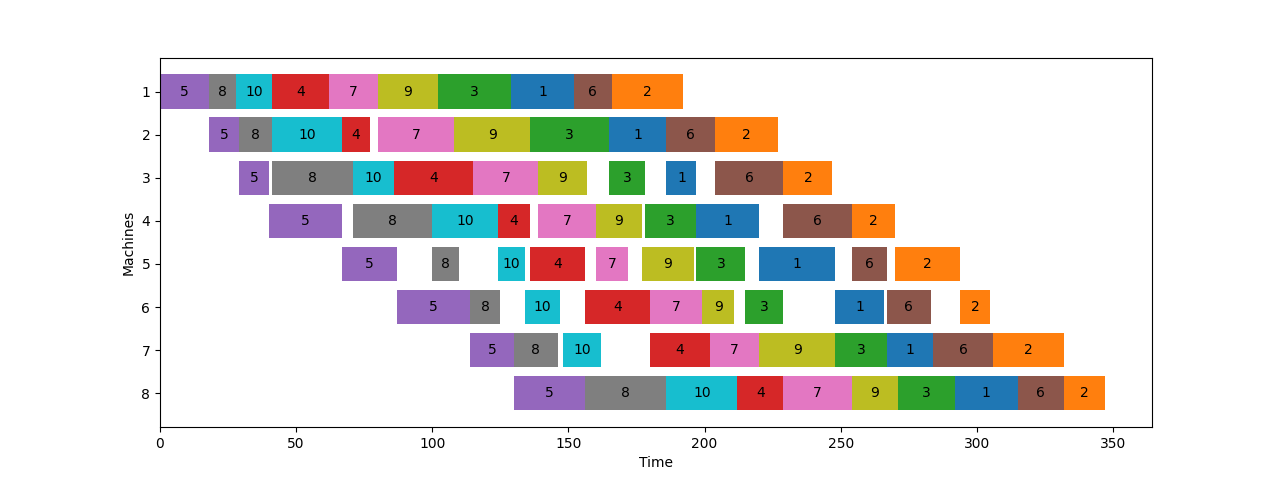 1 5 8 10 4 7 9 3 1 6 2
2 5 8 10 4 7 9 3 1 6 2
3 5 8 10 4 7 9 3 1 6 2
4 5 8 10 4 7 9 3 1 6 2
5 5 8 10 4 7 9 3 1 6 2
6 5 8 10 4 7 9 3 1 6 2
7 5 8 10 4 7 9 3 1 6 2
8 5 8 10 4 7 9 3 1 6 2
Machines
0 50 100 150 200 250 300 350
Time